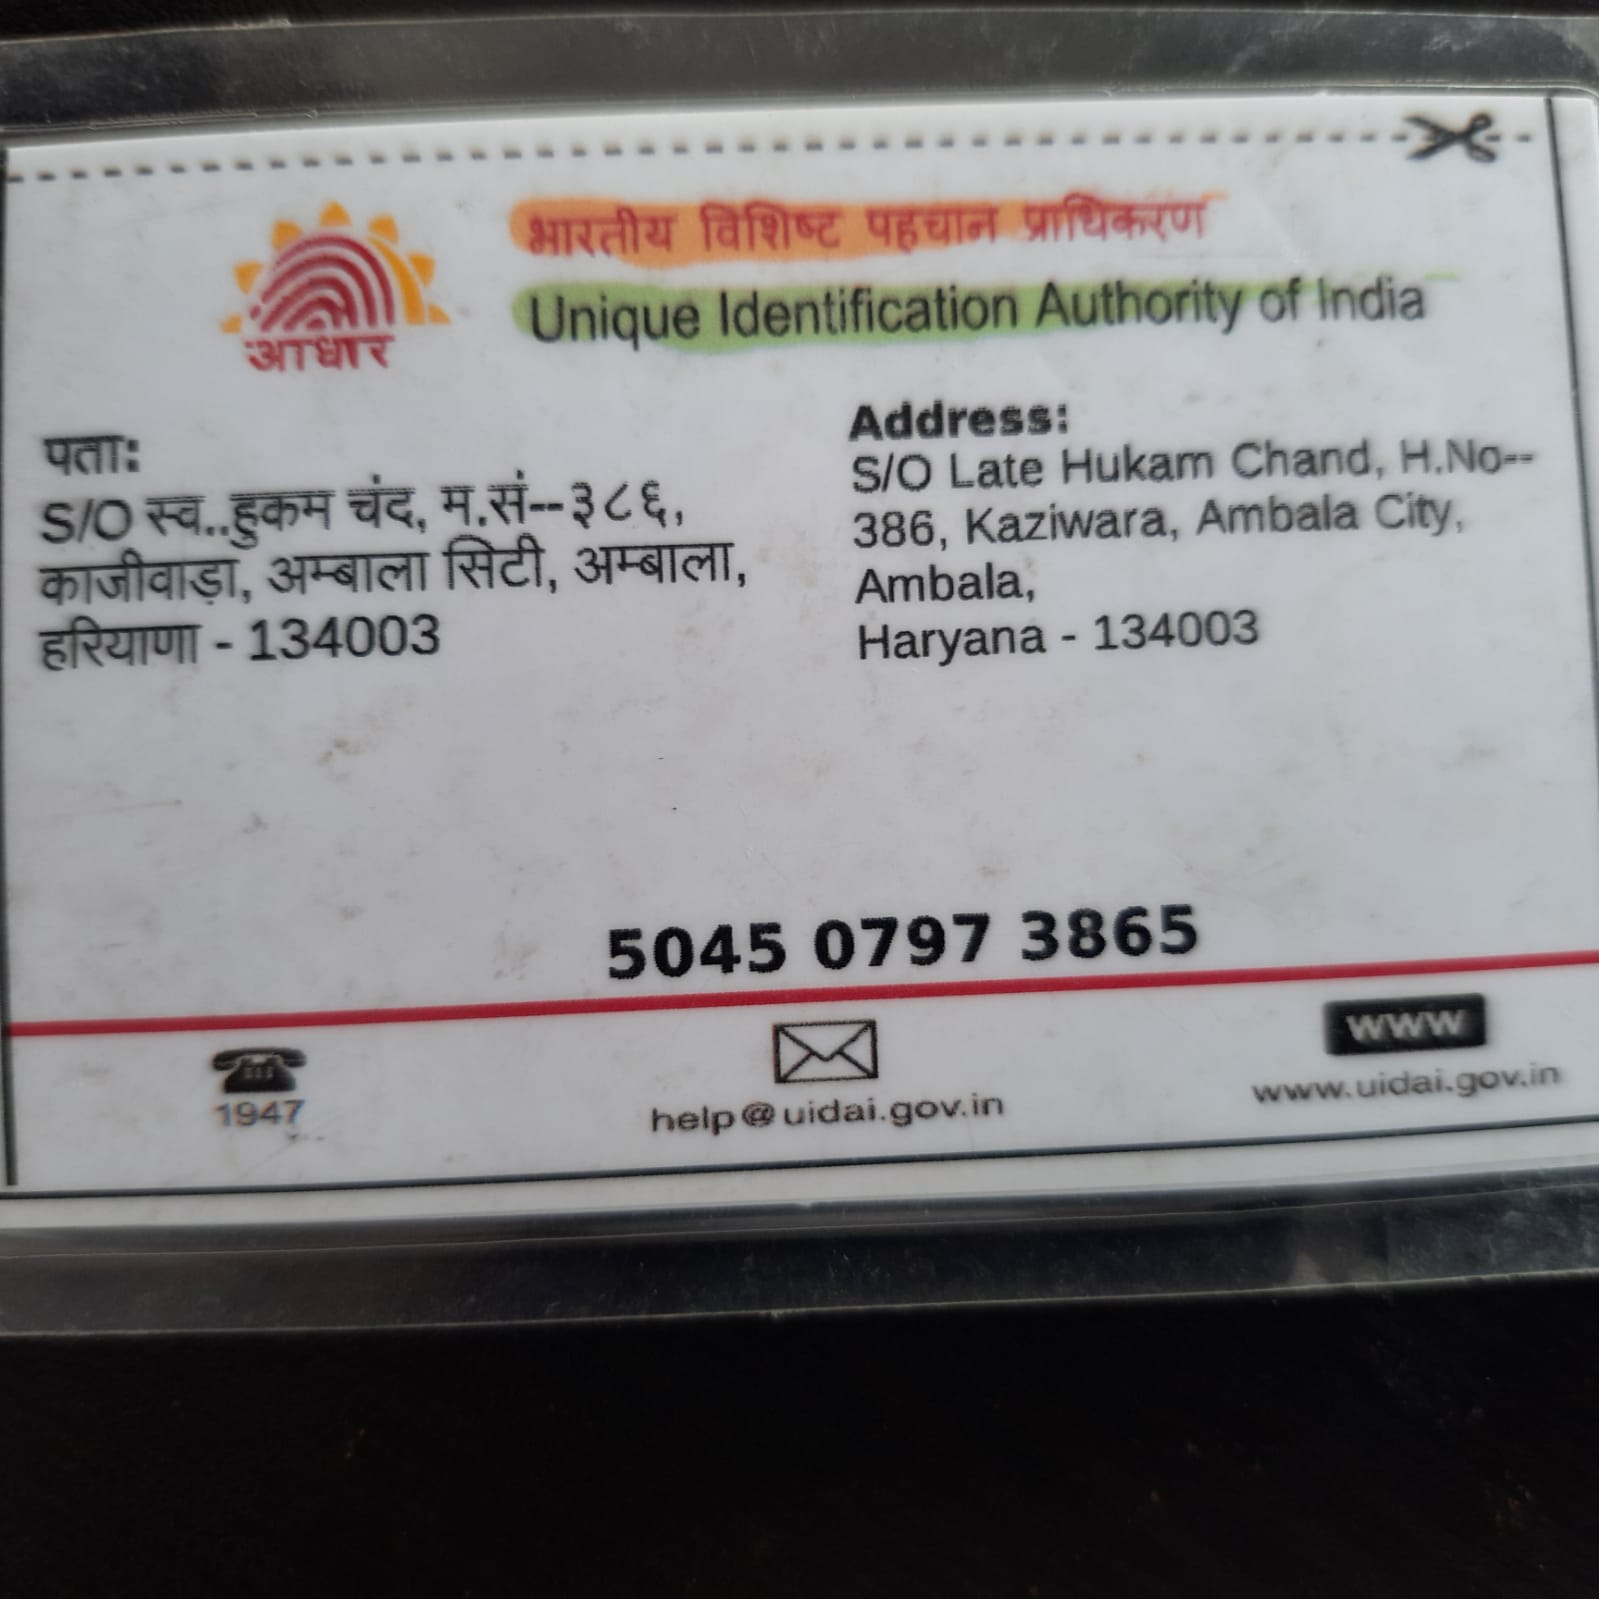 भारतीय विशिष्ट पहचान प्राधिकरण
Unique Identification Authority of India
आधार
पताः
S/O स्व..हुकम चंद, म.सं--३८६,
काजीवाड़ा, अम्बाला सिटी, अम्बाला,
हरियाणा - 134003
Address:
S/O Late Hukam Chand, H.No--
386, Kaziwara, Ambala City,
Ambala,
Haryana - 134003
5045 0797 3865
1947
help@uidai.gov.in
www
www.uidai.gov.in